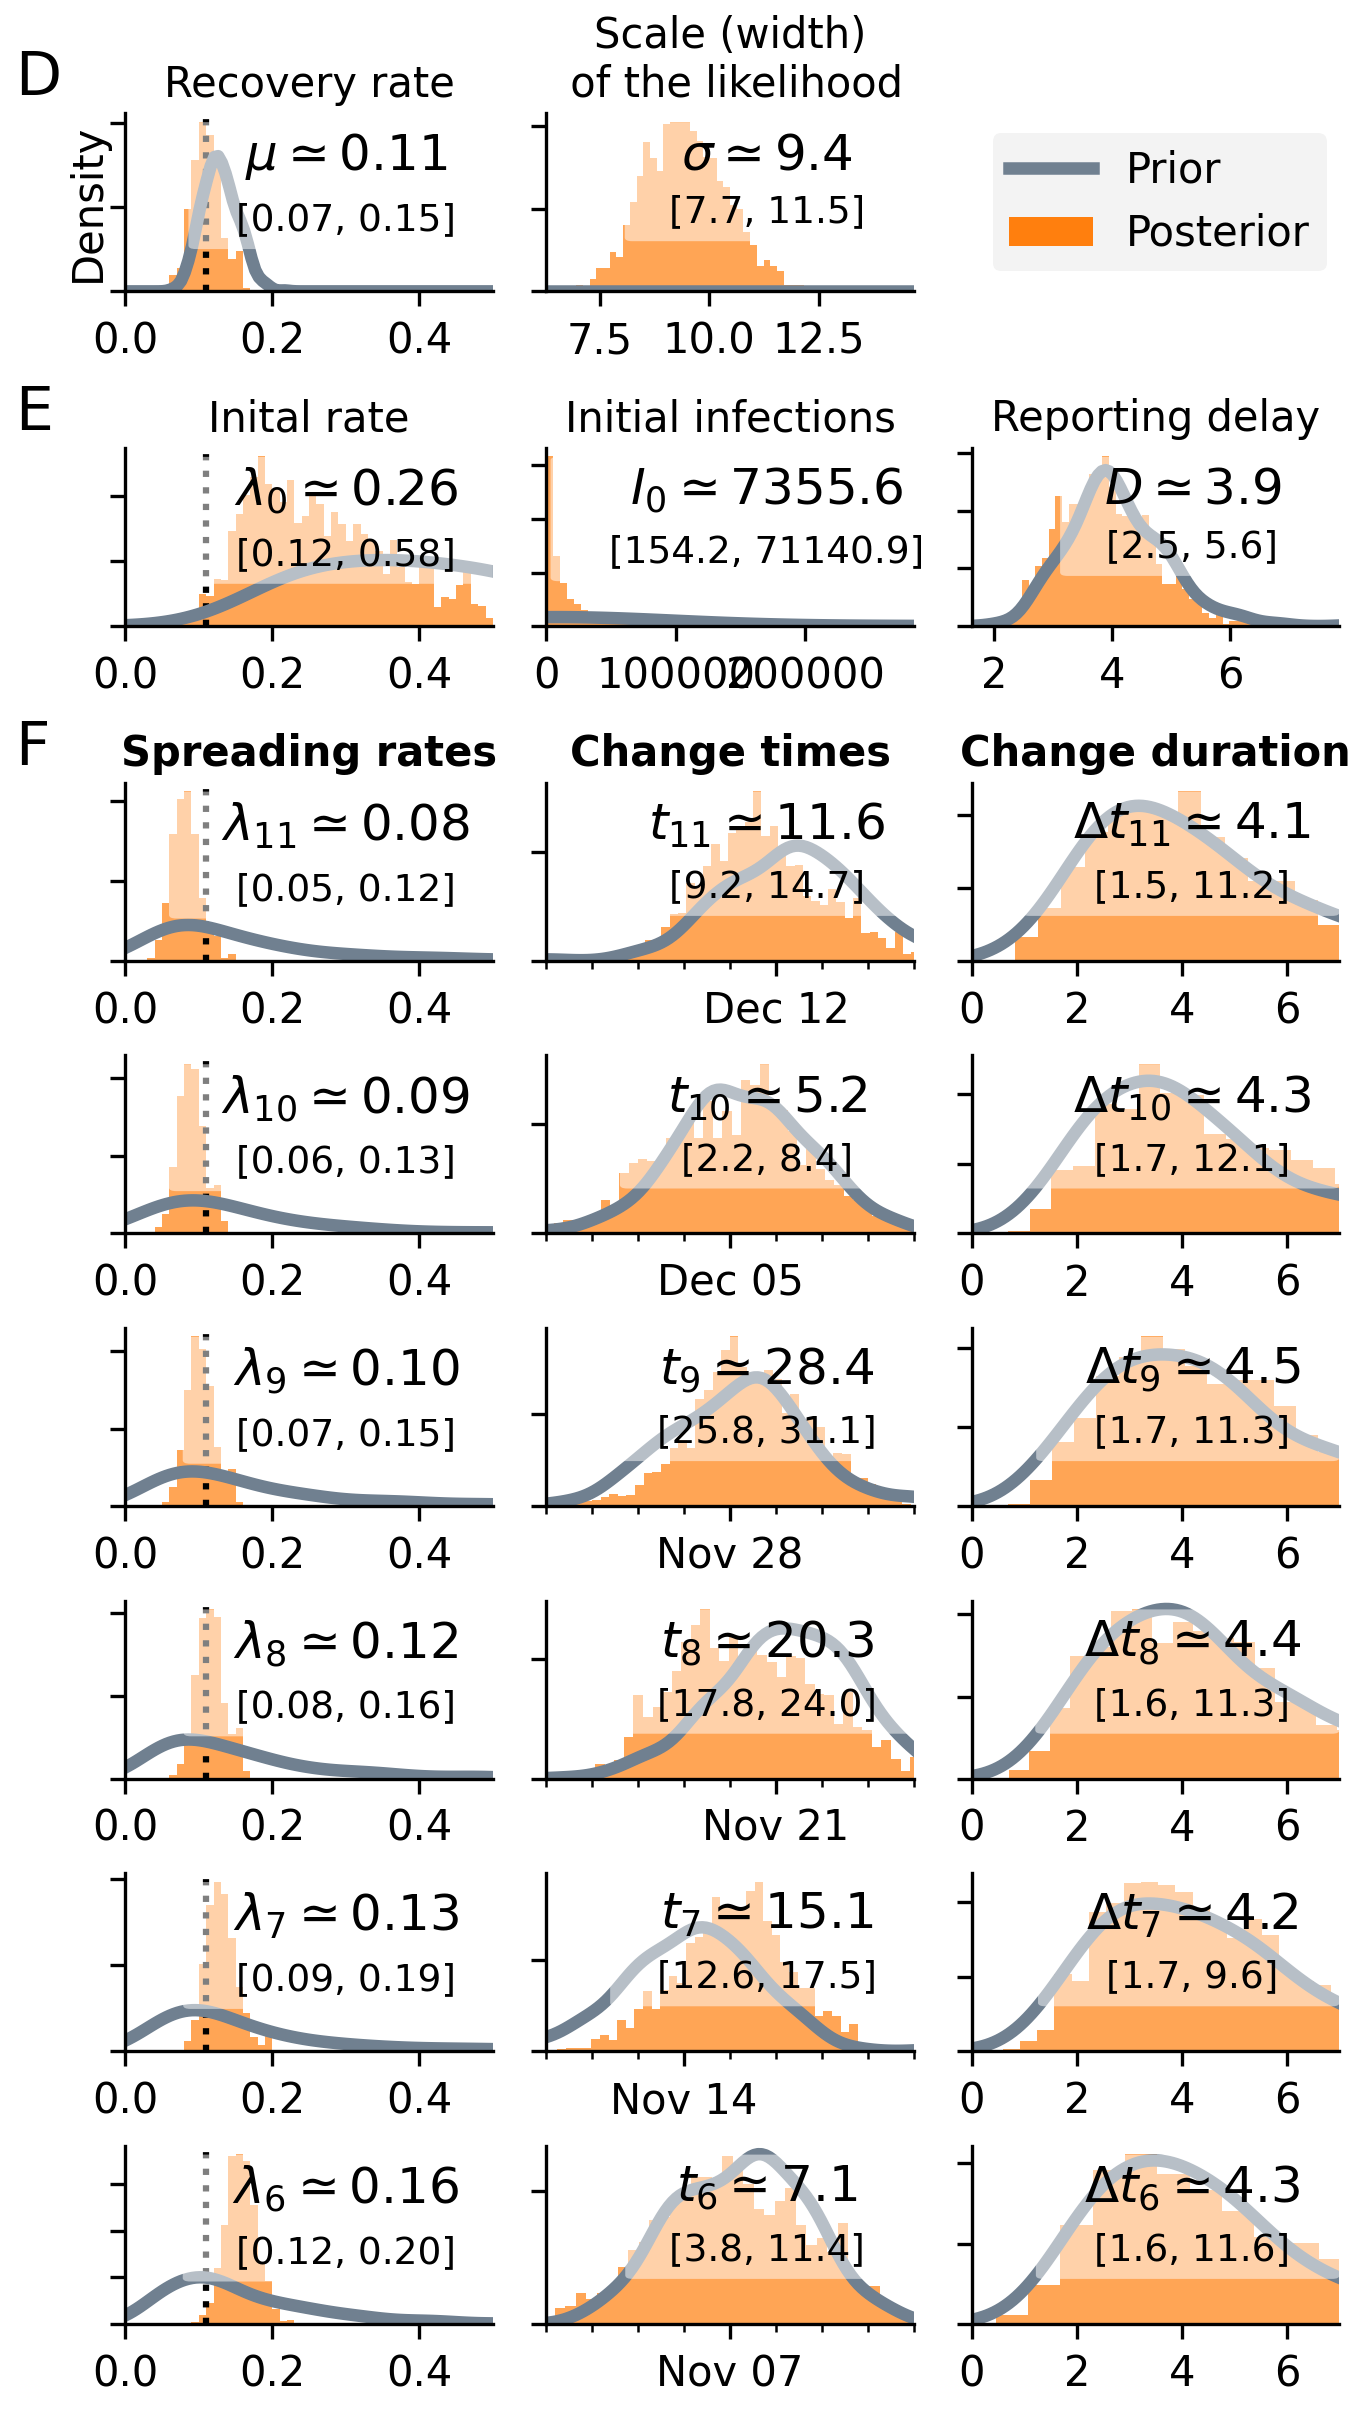 D
Recovery rate
Scale (width)
of the likelihood
Density
μ ≃ 0.11
[0.07, 0.15]
0.0 0.2 0.4
σ ≃ 9.4
[7.7, 11.5]
7.5 10.0 12.5
Prior
Posterior
E
Inital rate
λ0 ≃ 0.26
[0.12, 0.58]
0.0 0.2 0.4
Initial infections
I0 ≃ 7355.6
[154.2, 71140.9]
0 100000 200000
Reporting delay
D ≃ 3.9
[2.5, 5.6]
2 4 6
F
Spreading rates
Change times
Change duration
λ11 ≃ 0.08
[0.05, 0.12]
0.0 0.2 0.4
t11 ≃ 11.6
[9.2, 14.7]
Dec 12
Δt11 ≃ 4.1
[1.5, 11.2]
0 2 4 6
λ10 ≃ 0.09
[0.06, 0.13]
0.0 0.2 0.4
t10 ≃ 5.2
[2.2, 8.4]
Dec 05
Δt10 ≃ 4.3
[1.7, 12.1]
0 2 4 6
λ9 ≃ 0.10
[0.07, 0.15]
0.0 0.2 0.4
t9 ≃ 28.4
[25.8, 31.1]
Nov 28
Δt9 ≃ 4.5
[1.7, 11.3]
0 2 4 6
λ8 ≃ 0.12
[0.08, 0.16]
0.0 0.2 0.4
t8 ≃ 20.3
[17.8, 24.0]
Nov 21
Δt8 ≃ 4.4
[1.6, 11.3]
0 2 4 6
λ7 ≃ 0.13
[0.09, 0.19]
0.0 0.2 0.4
t7 ≃ 15.1
[12.6, 17.5]
Nov 14
Δt7 ≃ 4.2
[1.7, 9.6]
0 2 4 6
λ6 ≃ 0.16
[0.12, 0.20]
0.0 0.2 0.4
t6 ≃ 7.1
[3.8, 11.4]
Nov 07
Δt6 ≃ 4.3
[1.6, 11.6]
0 2 4 6